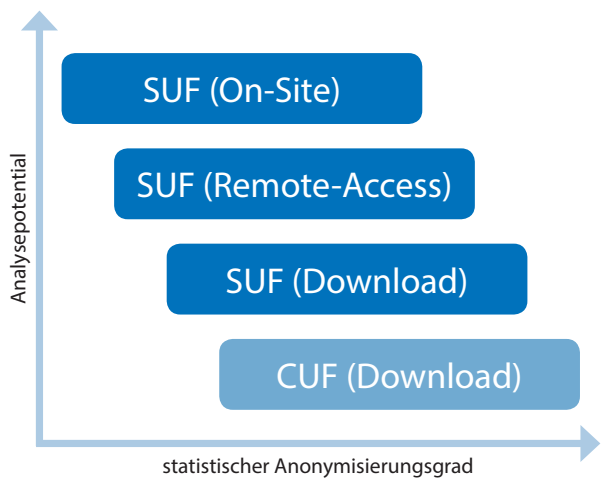 SUF (On-Site)
SUF (Remote-Access)
SUF (Download)
CUF (Download)
Analysepotential
statistischer Anonymisierungsgrad